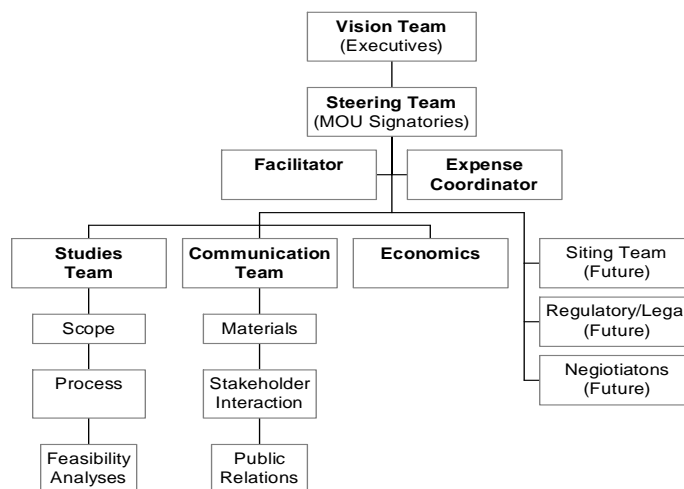 Vision Team
(Executives)
Steering Team
(MOU Signatories)
Facilitator
Expense
Coordinator
Studies
Team
Communication
Team
Economics
Siting Team
(Future)
Scope
Materials
Regulatory/Legal
(Future)
Process
Stakeholder
Interaction
Negiotiatons
(Future)
Feasibility
Analyses
Public
Relations